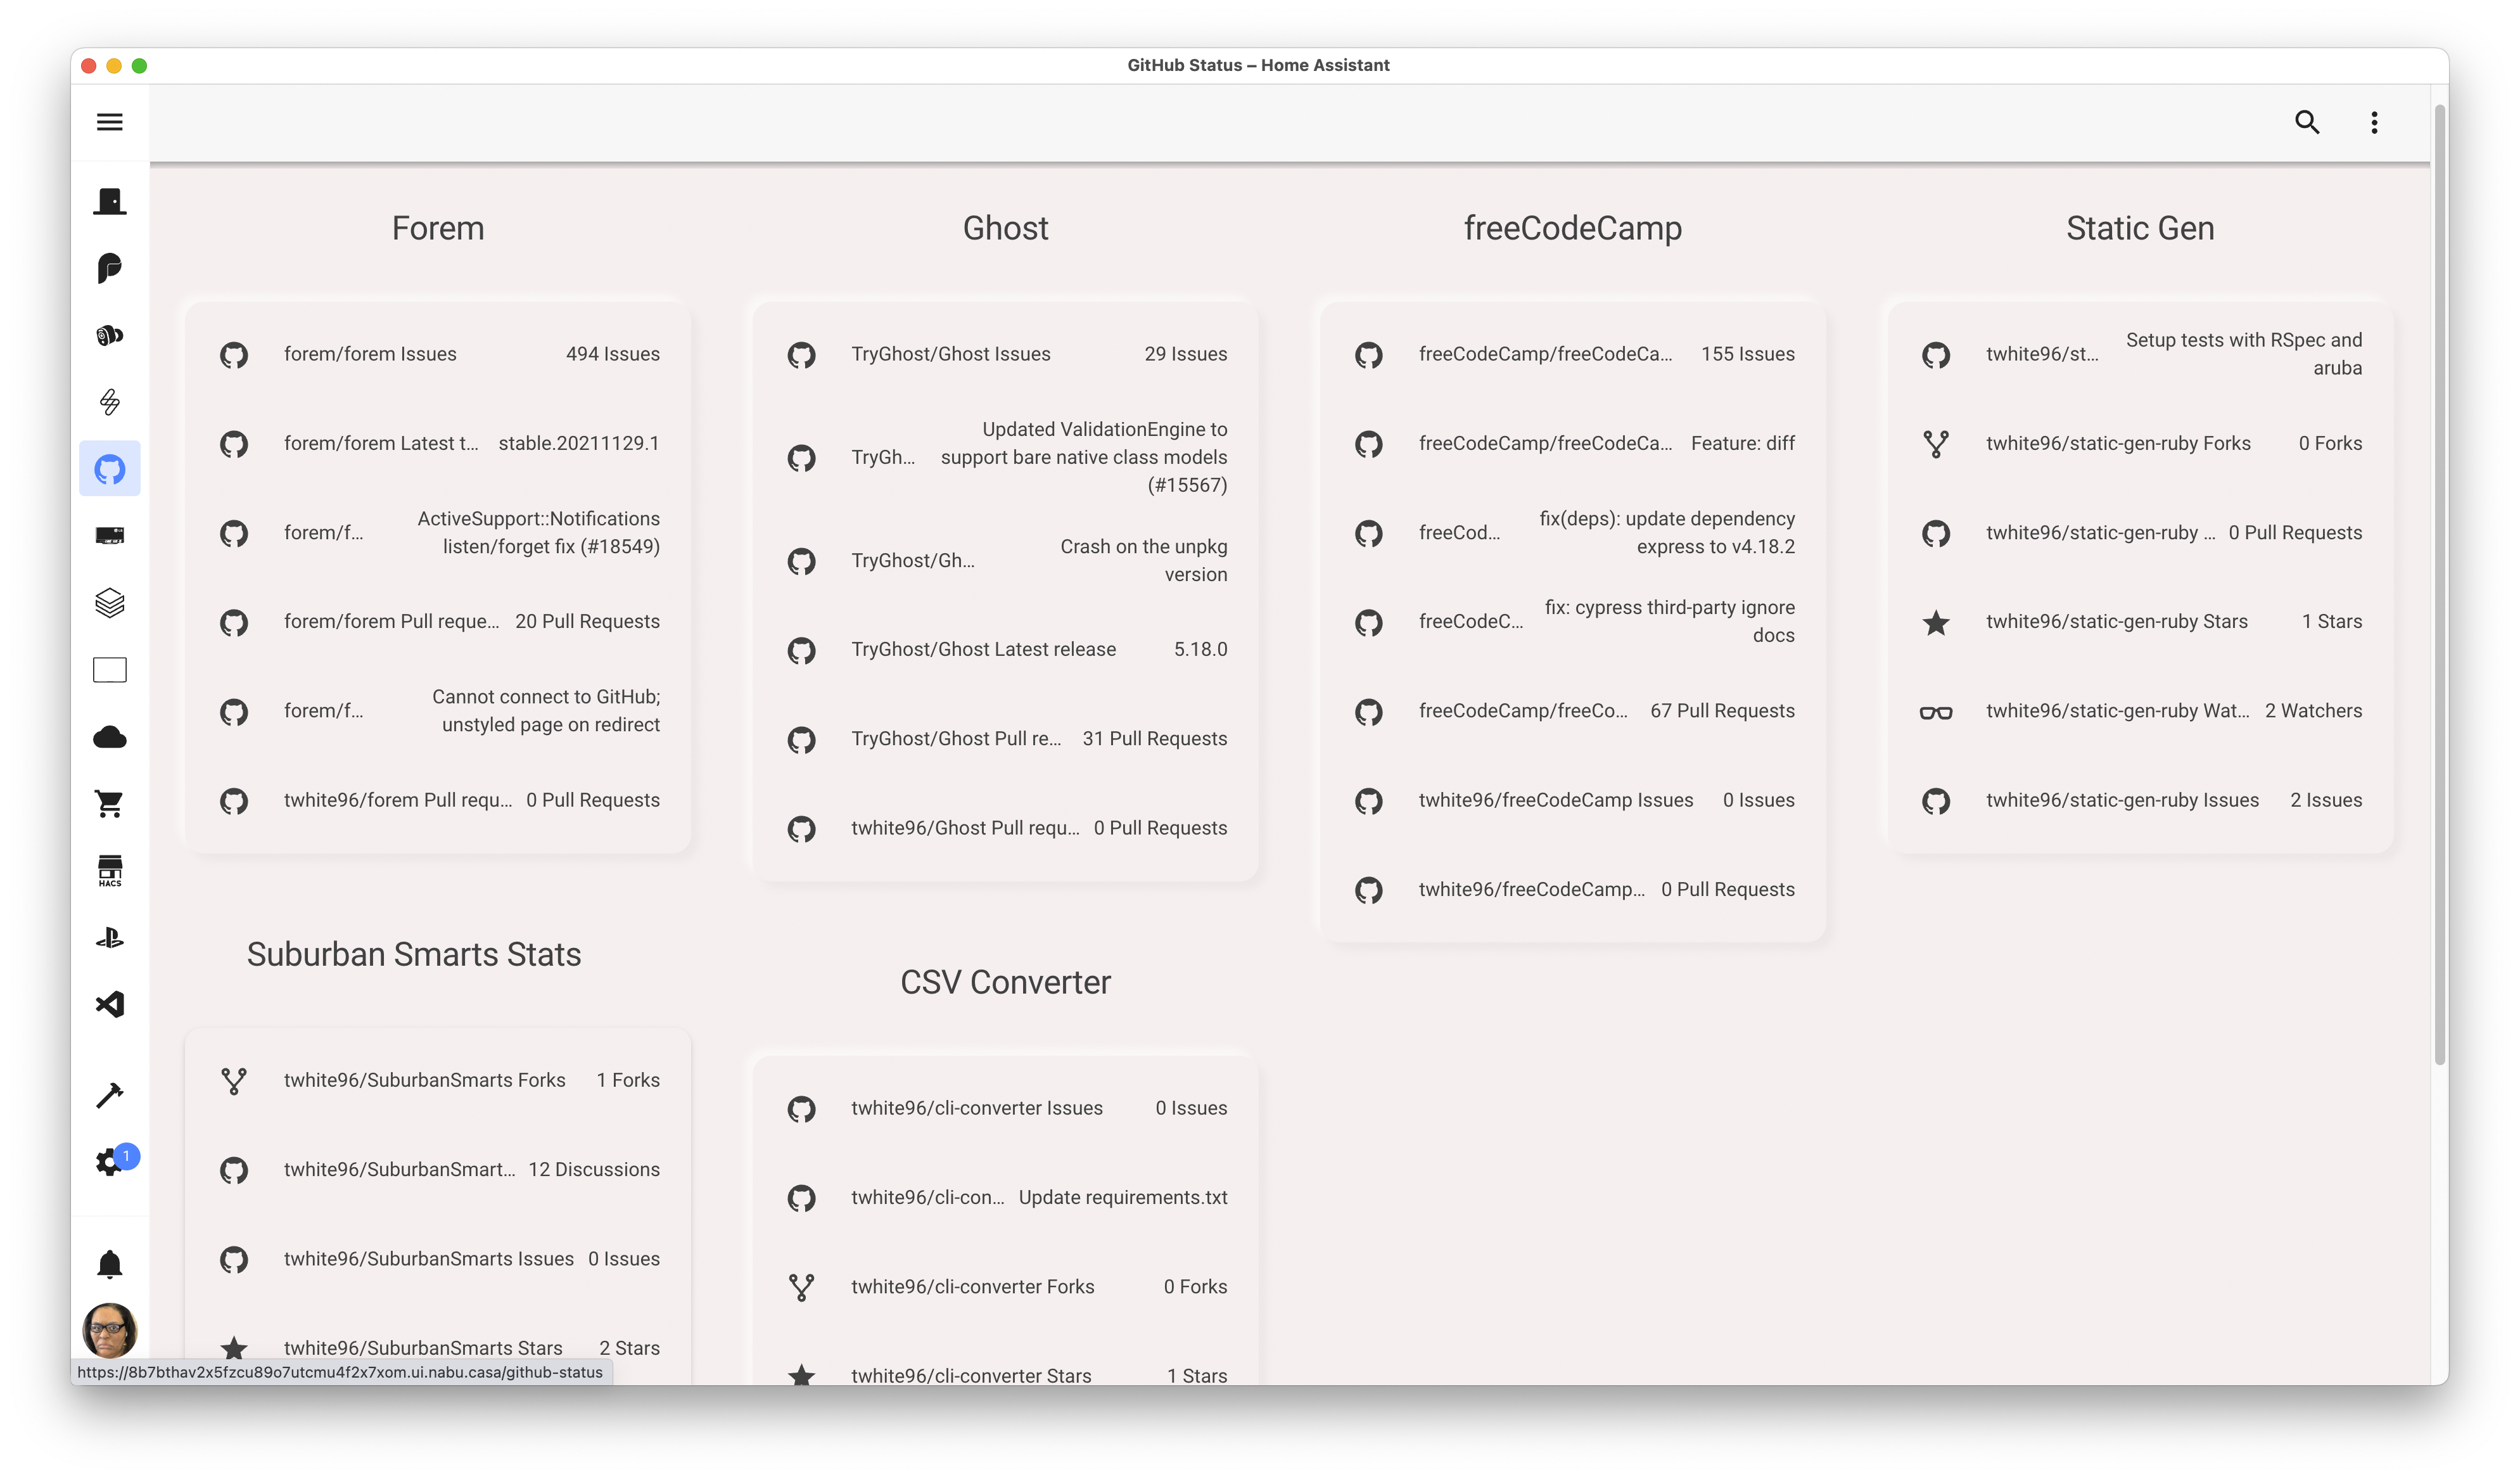 GitHub Status – Home Assistant
Forem
forem/forem Issues 494 Issues
forem/forem Latest t... stable.20211129.1
forem/f... ActiveSupport::Notifications
listen/forget fix (#18549)
forem/forem Pull reque... 20 Pull Requests
forem/f... Cannot connect to GitHub;
unstyled page on redirect
twhite96/forem Pull requ... 0 Pull Requests
Ghost
TryGhost/Ghost Issues 29 Issues
Updated ValidationEngine to
TryGh... support bare native class models
(#15567)
TryGhost/Gh... Crash on the unpkg
version
TryGhost/Ghost Latest release 5.18.0
TryGhost/Ghost Pull re... 31 Pull Requests
twhite96/Ghost Pull requ... 0 Pull Requests
freeCodeCamp
freeCodeCamp/freeCodeCa... 155 Issues
freeCodeCamp/freeCodeCa... Feature: diff
freeCod... fix(deps): update dependency
express to v4.18.2
freeCodeC... fix: cypress third-party ignore
docs
freeCodeCamp/freeCo... 67 Pull Requests
twhite96/freeCodeCamp Issues 0 Issues
twhite96/freeCodeCamp... 0 Pull Requests
Static Gen
twhite96/st... Setup tests with RSpec and
aruba
twhite96/static-gen-ruby Forks 0 Forks
twhite96/static-gen-ruby ... 0 Pull Requests
twhite96/static-gen-ruby Stars 1 Stars
twhite96/static-gen-ruby Wat... 2 Watchers
twhite96/static-gen-ruby Issues 2 Issues
Suburban Smarts Stats
twhite96/SuburbanSmarts Forks 1 Forks
twhite96/SuburbanSmart... 12 Discussions
twhite96/SuburbanSmarts Issues 0 Issues
twhite96/SuburbanSmarts Stars 2 Stars
CSV Converter
twhite96/cli-converter Issues 0 Issues
twhite96/cli-con... Update requirements.txt
twhite96/cli-converter Forks 0 Forks
twhite96/cli-converter Stars 1 Stars
HACS
1
https://8b7bthav2x5fzcu89o7utcmu4f2x7xom.ui.nabu.casa/github-status